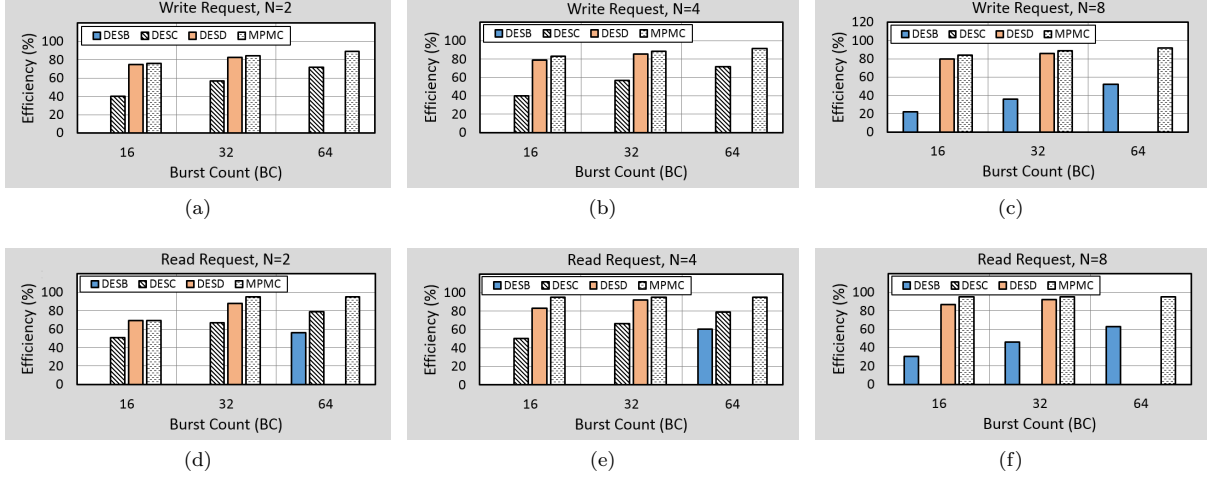 Write Request, N=2
DESB DESC DESD MPMC
Efficiency (%)
100
80
60
40
20
0
16 32 64
Burst Count (BC)
(a)
Write Request, N=4
DESB DESC DESD MPMC
Efficiency (%)
120
100
80
60
40
20
0
16 32 64
Burst Count (BC)
(b)
Write Request, N=8
DESB DESC DESD MPMC
Efficiency (%)
120
100
80
60
40
20
0
16 32 64
Burst Count (BC)
(c)
Read Request, N=2
DESB DESC DESD MPMC
Efficiency (%)
100
80
60
40
20
0
16 32 64
Burst Count (BC)
(d)
Read Request, N=4
DESB DESC DESD MPMC
Efficiency (%)
100
80
60
40
20
0
16 32 64
Burst Count (BC)
(e)
Read Request, N=8
DESB DESC DESD MPMC
Efficiency (%)
100
80
60
40
20
0
16 32 64
Burst Count (BC)
(f)